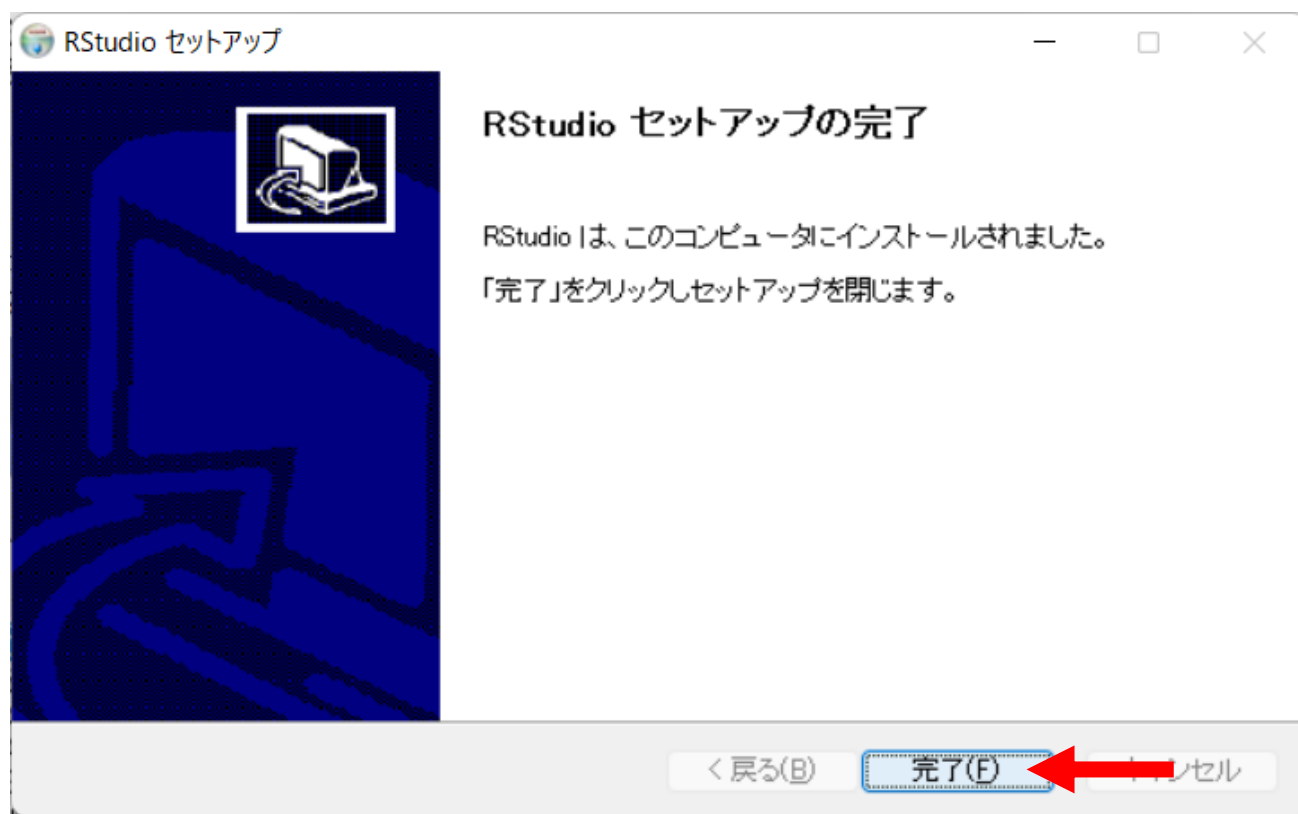 RStudio セットアップ
RStudio セットアップの完了
RStudio は、このコンピュータにインストールされました。
「完了」をクリックしセットアップを閉じます。
< 戻る(B)
完了(F)